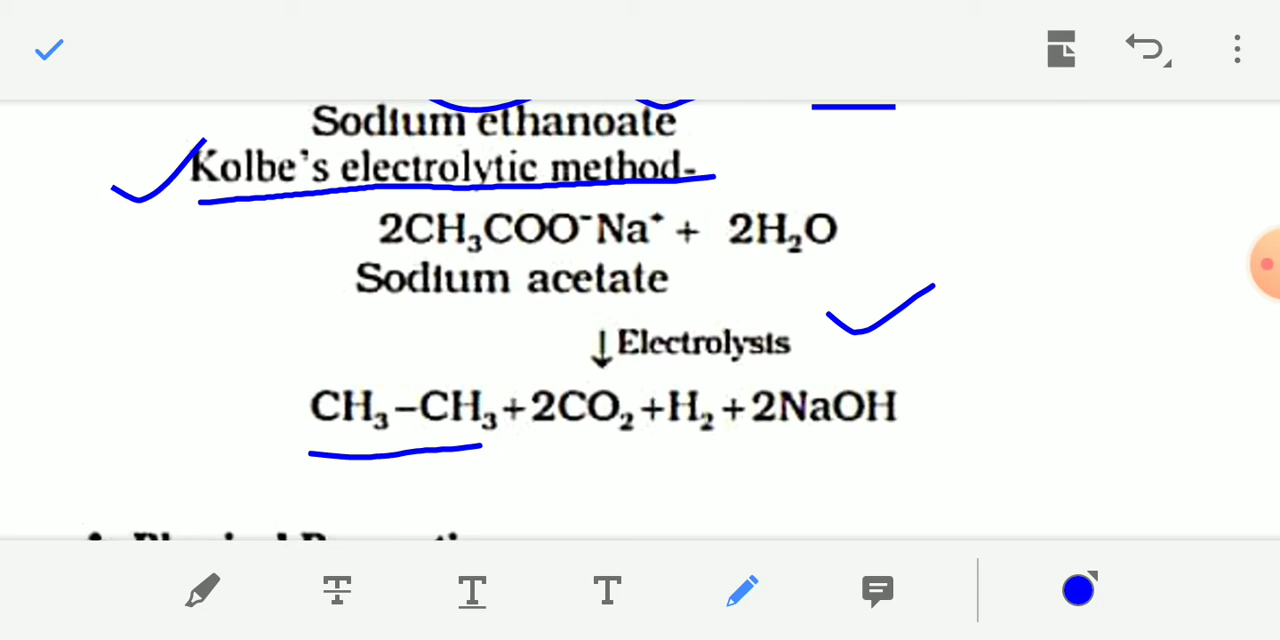 Sodium ethanoate
Kolbe's electrolytic method-
2CH₃COO⁻Na⁺ + 2H₂O
Sodium acetate
↓Electrolysis
CH₃–CH₃+2CO₂+H₂+2NaOH
T T T